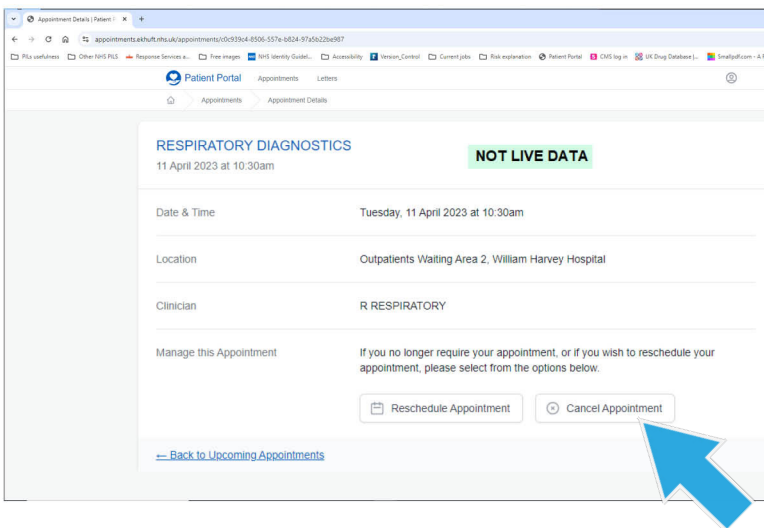 Appointment Details | Patient
appointments.ekhuft.nhs.uk/appointments/c0c939c4-8506-557e-b824-97a5b22be987
PILs usefulness Other NHS PILS Response Services a... Free images NHS Identity Guidel... Accessibility Version_Control Current jobs Risk explanation Patient Portal CMS log in UK Drug Database |... Smallpdf.com - A
Patient Portal Appointments Letters
Appointments Appointment Details
RESPIRATORY DIAGNOSTICS
NOT LIVE DATA
11 April 2023 at 10:30am
Date & Time Tuesday, 11 April 2023 at 10:30am
Location Outpatients Waiting Area 2, William Harvey Hospital
Clinician R RESPIRATORY
Manage this Appointment If you no longer require your appointment, or if you wish to reschedule your
appointment, please select from the options below.
Reschedule Appointment Cancel Appointment
← Back to Upcoming Appointments